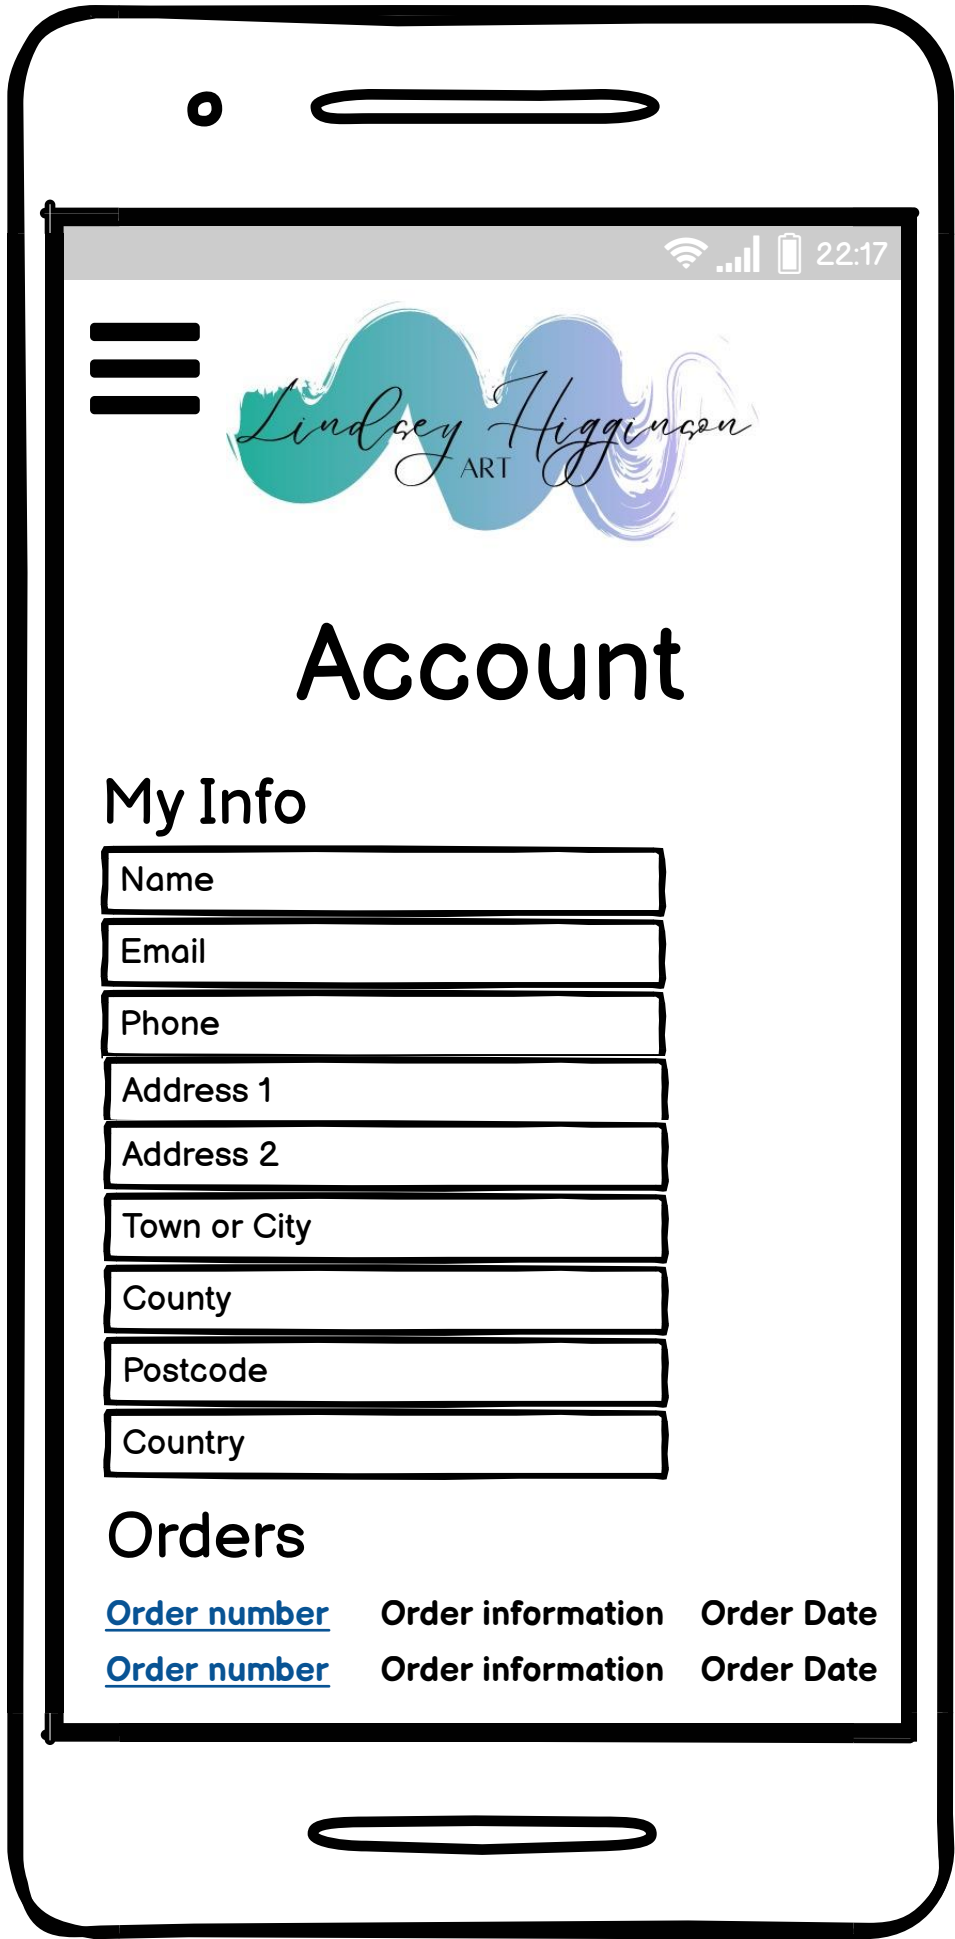 22:17
Lindsey Higginson
ART
Account
My Info
Name
Email
Phone
Address 1
Address 2
Town or City
County
Postcode
Country
Orders
Order number Order information Order Date
Order number Order information Order Date